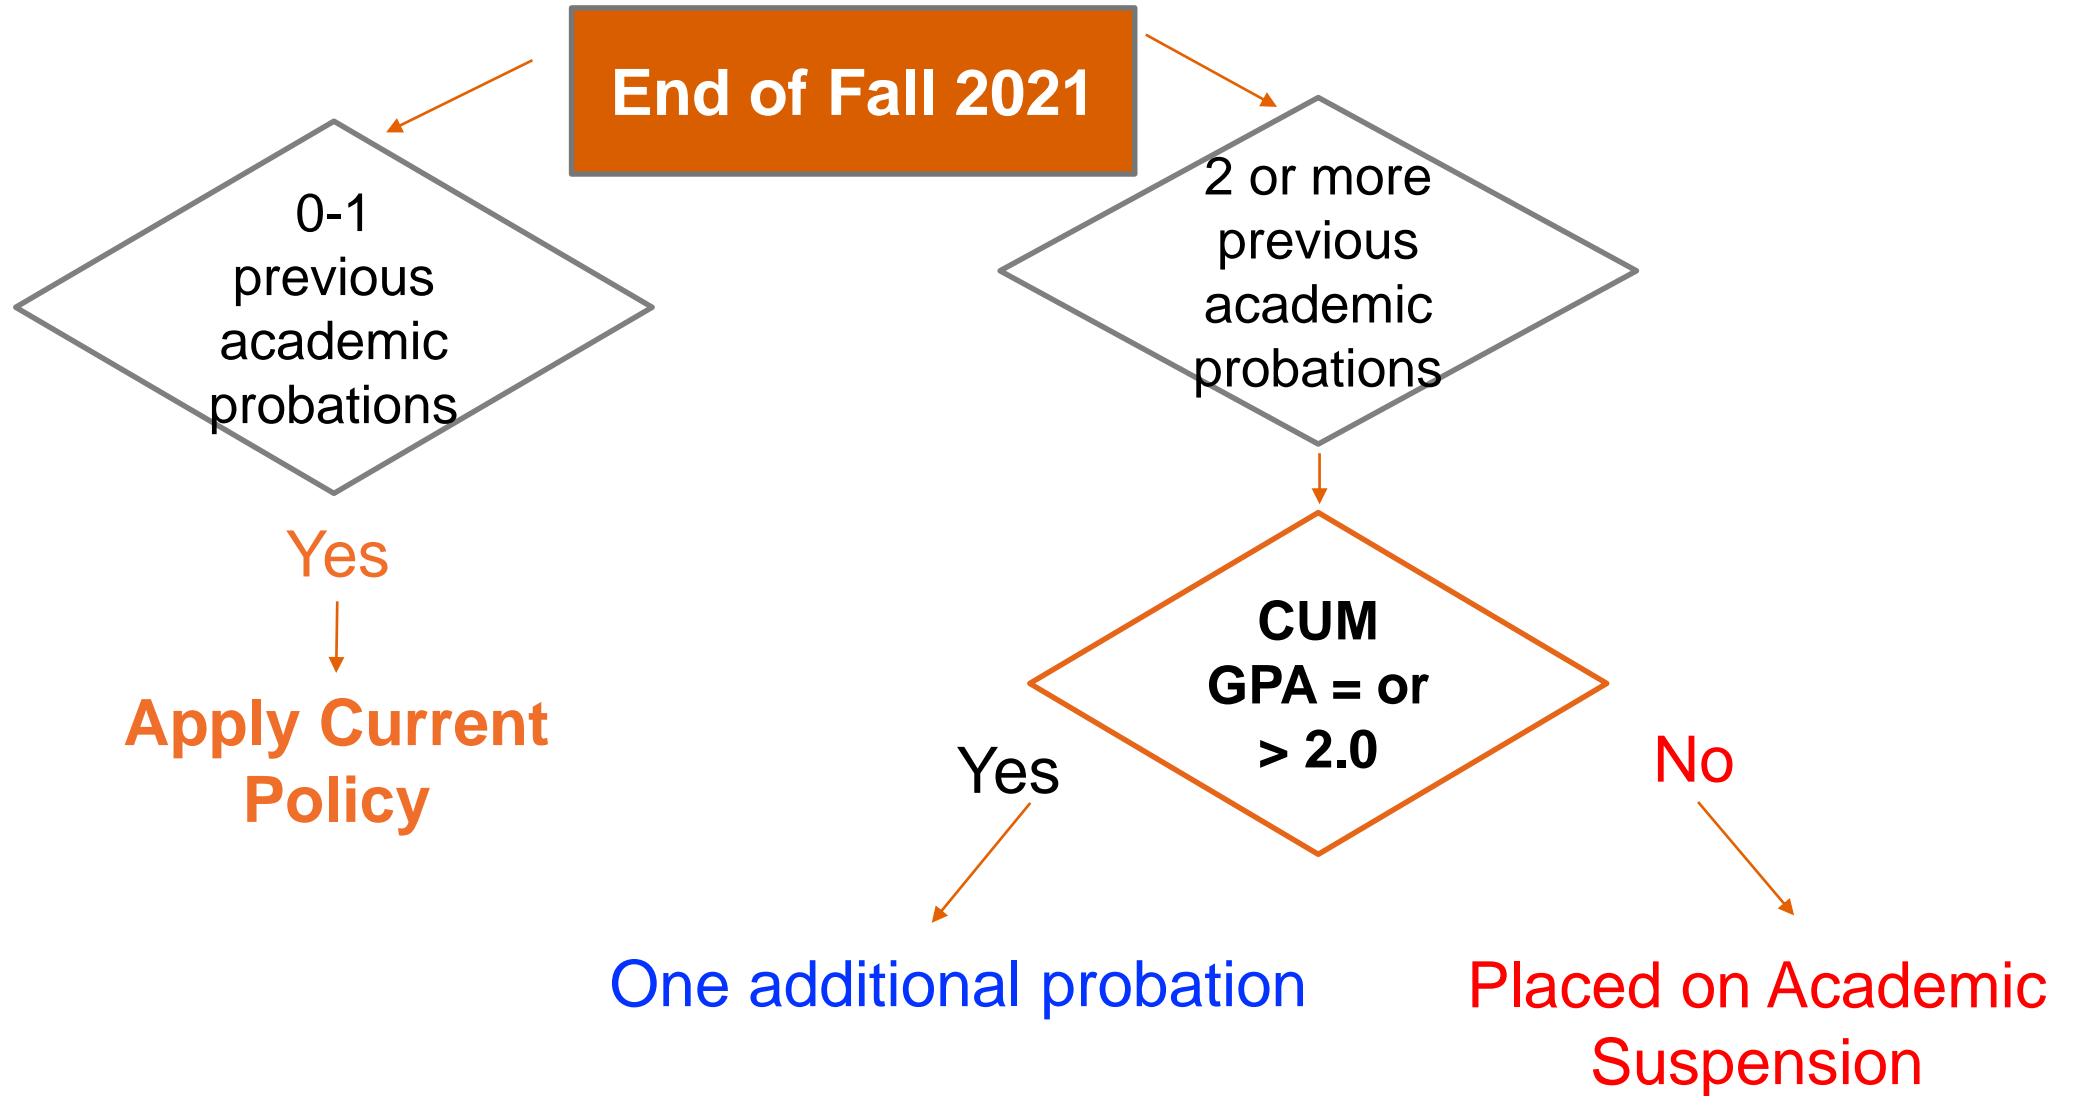 End of Fall 2021
0-1
previous
academic
probations
2 or more
previous
academic
probations
Yes
Apply Current
Policy
CUM
GPA = or
> 2.0
Yes
No
One additional probation
Placed on Academic
Suspension